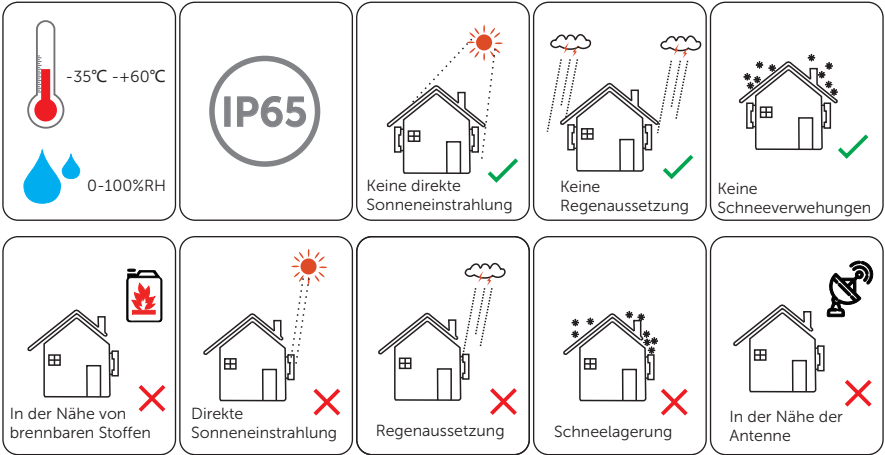 -35℃ -+60℃
0-100%RH
IP65
Keine direkte
Sonneneinstrahlung
Keine
Regenaussetzung
Keine
Schneeverwehungen
In der Nähe von
brennbaren Stoffen
Direkte
Sonneneinstrahlung
Regenaussetzung
Schneelagerung
In der Nähe der
Antenne